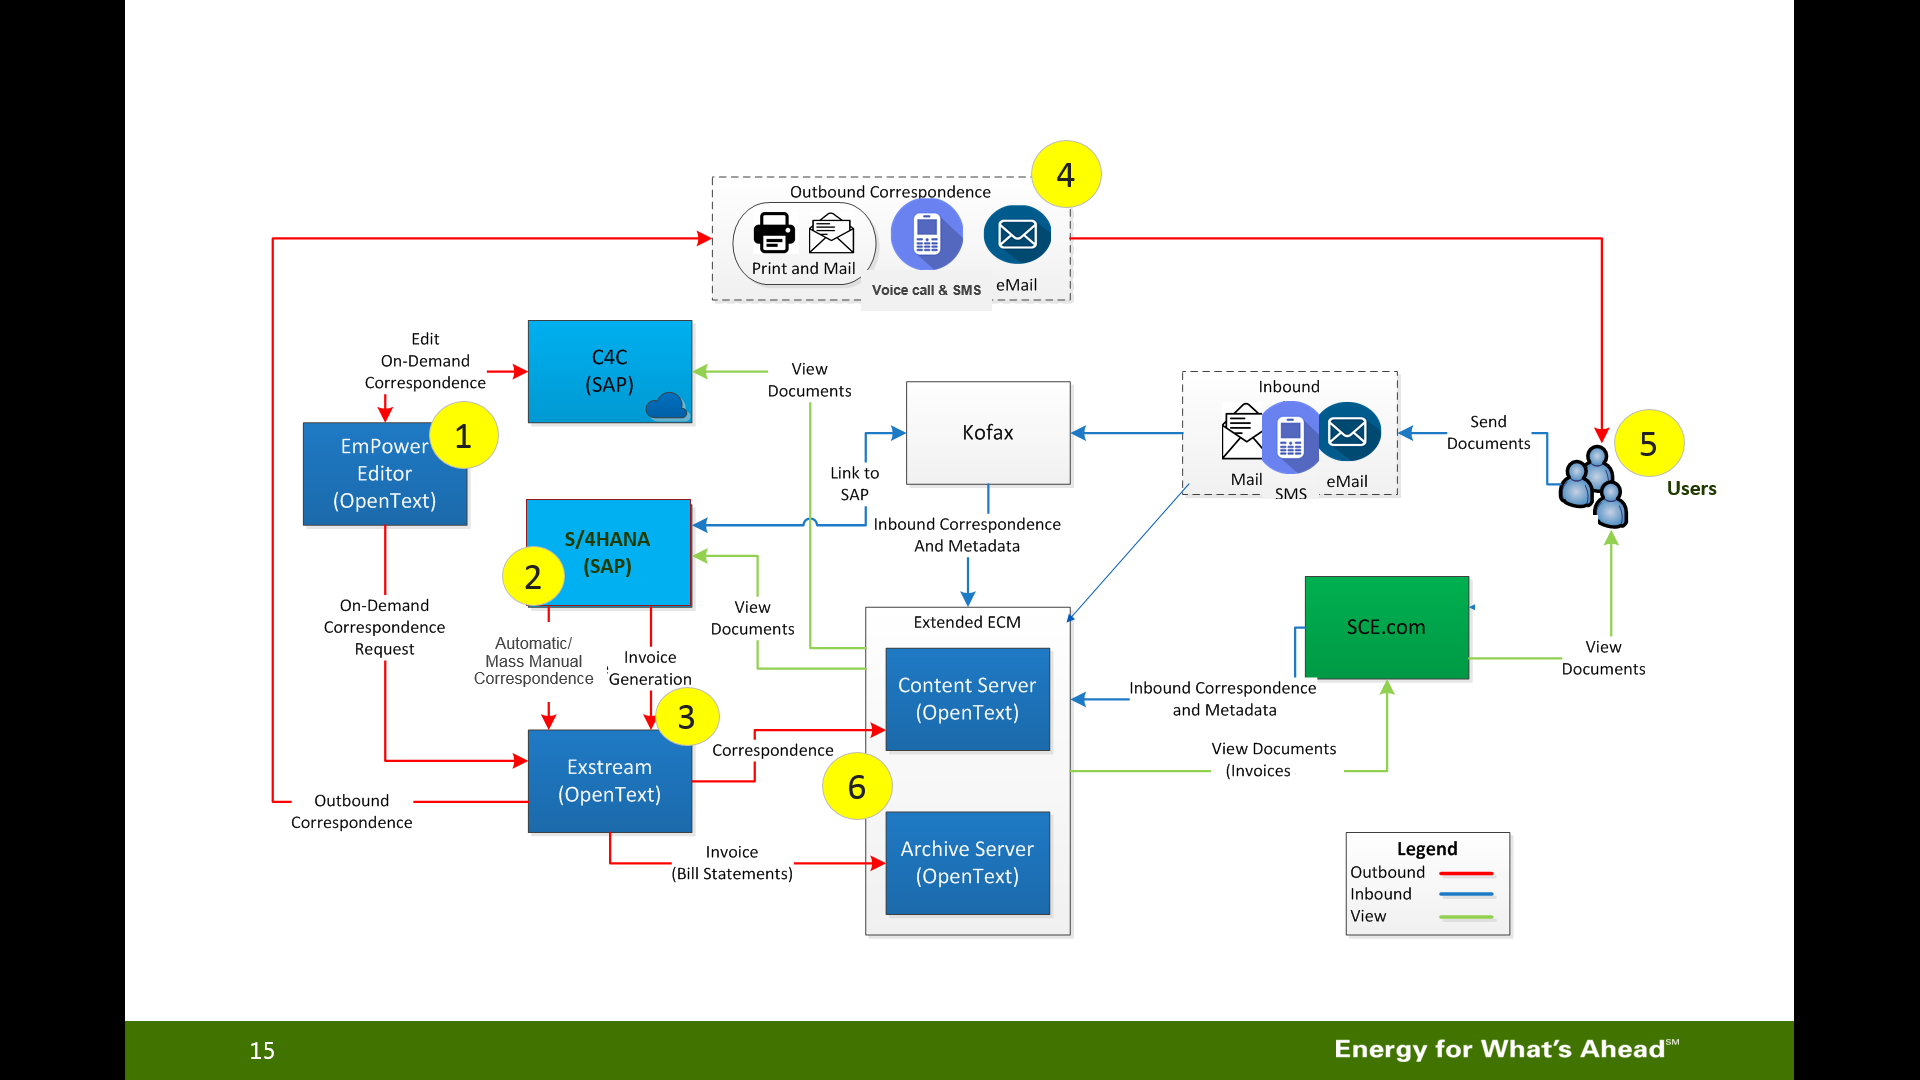 4
Outbound Correspondence
Print and Mail
Voice call & SMS
eMail
Edit
On-Demand
Correspondence
C4C
(SAP)
View
Documents
1
EmPower
Editor
(OpenText)
Kofax
Inbound
Mail
SMS
eMail
Send
Documents
5
Users
Link to
SAP
S/4HANA
(SAP)
2
Inbound Correspondence
And Metadata
On-Demand
Correspondence
Request
Automatic/
Mass Manual
Correspondence
Invoice
Generation
View
Documents
Extended ECM
Content Server
(OpenText)
SCE.com
View
Documents
Inbound Correspondence
and Metadata
3
Exstream
(OpenText)
Correspondence
6
View Documents
(Invoices
Outbound
Correspondence
Invoice
(Bill Statements)
Archive Server
(OpenText)
Legend
Outbound
Inbound
View
15
Energy for What's Ahead℠